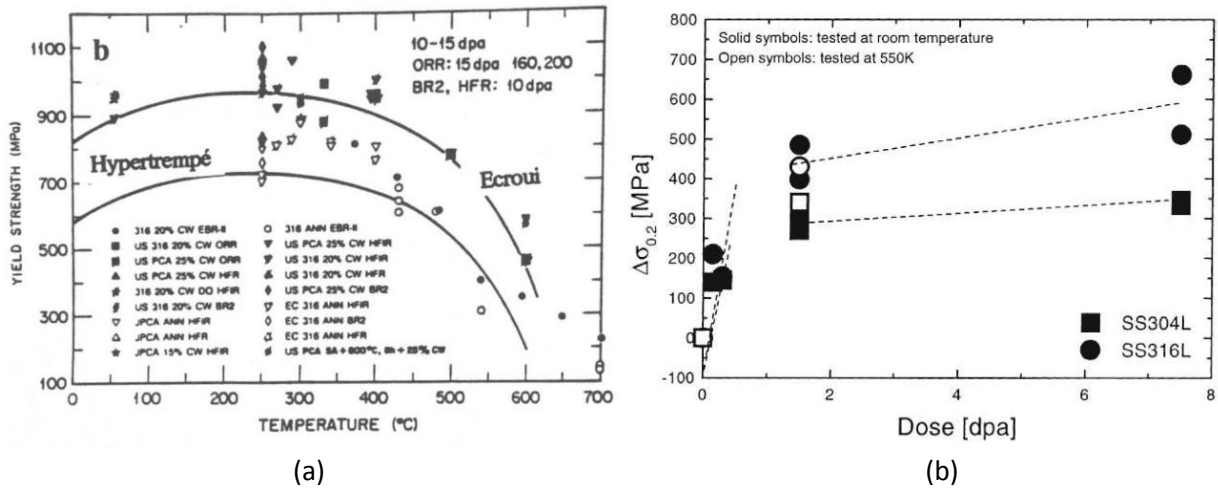 b
10-15 dpa
ORR: 15 dpa 160,200
BR2, HFR: 10 dpa
Hypertrempé
Ecroui
1100
900
700
500
300
100
YIELD STRENGTH (MPa)
316 20% CW EBR-II
US 316 20% CW ORR
US PCA 25% CW ORR
US PCA 25% CW HFR
316 20% CW DO HFIR
US 316 20% CW BR2
JPCA ANN HFIR
JPCA ANN HFR
JPCA 15% CW HFIR
316 ANN EBR-II
US PCA 25% CW HFIR
US 316 20% CW HFIR
US 316 20% CW HFR
US PCA 25% CW BR2
EC 316 ANN HFIR
EC 316 ANN BR2
EC 316 ANN HFR
US PCA SA + 800°C, 8h + 25% CW
0 100 200 300 400 500 600 700
TEMPERATURE (°C)
(a)
800
700
600
500
400
300
200
100
0
-100
Δσ0.2 [MPa]
Solid symbols: tested at room temperature
Open symbols: tested at 550K
SS304L
SS316L
0 2 4 6 8
Dose [dpa]
(b)